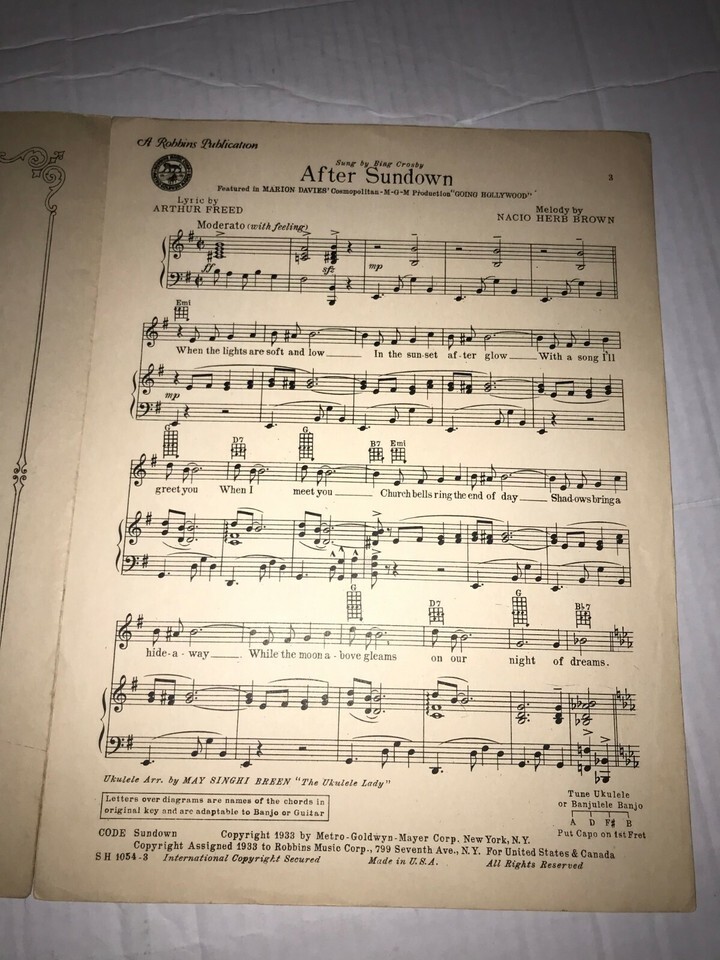 A Robbins Publication
Sung by Bing Crosby
After Sundown
3
Featured in MARION DAVIES' Cosmopolitan-M-G-M Production "GOING HOLLYWOOD"
Lyric by
ARTHUR FREED
Melody by
NACIO HERB BROWN
Moderato (with feeling)
ff
sfz
mp
Emi
When the lights are soft and low____ In the sun-set af-ter glow____ With a song I'll
mp
G D7 G B7 Emi
greet you When I meet you____ Church bells ring the end of day____ Shadows bring a
A A A
G D7 G Bb7
hide-a-way____. While the moon a-bove gleams on our night of dreams.
Ukulele Arr. by MAY SINGHI BREEN "The Ukulele Lady"
Letters over diagrams are names of the chords in
original key and are adaptable to Banjo or Guitar
Tune Ukulele
or Banjulele Banjo
A D F# B
Put Capo on 1st Fret
CODE Sundown Copyright 1933 by Metro-Goldwyn-Mayer Corp. New York, N.Y.
Copyright Assigned 1933 to Robbins Music Corp., 799 Seventh Ave., N.Y. For United States & Canada
SH 1054-3 International Copyright Secured Made in U.S.A. All Rights Reserved